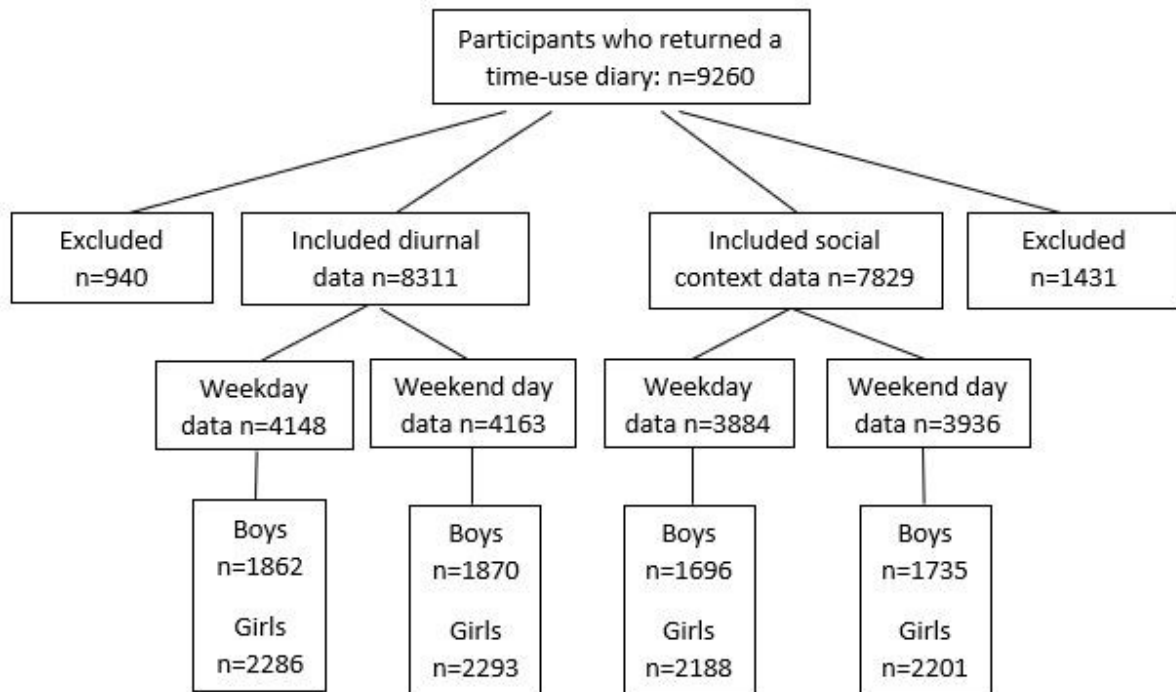 Participants who returned a
time-use diary: n=9260
Excluded
n=940
Included diurnal
data n=8311
Included social
context data n=7829
Excluded
n=1431
Weekday
data n=4148
Weekend day
data n=4163
Weekday
data n=3884
Weekend day
data n=3936
Boys
n=1862
Girls
n=2286
Boys
n=1870
Girls
n=2293
Boys
n=1696
Girls
n=2188
Boys
n=1735
Girls
n=2201